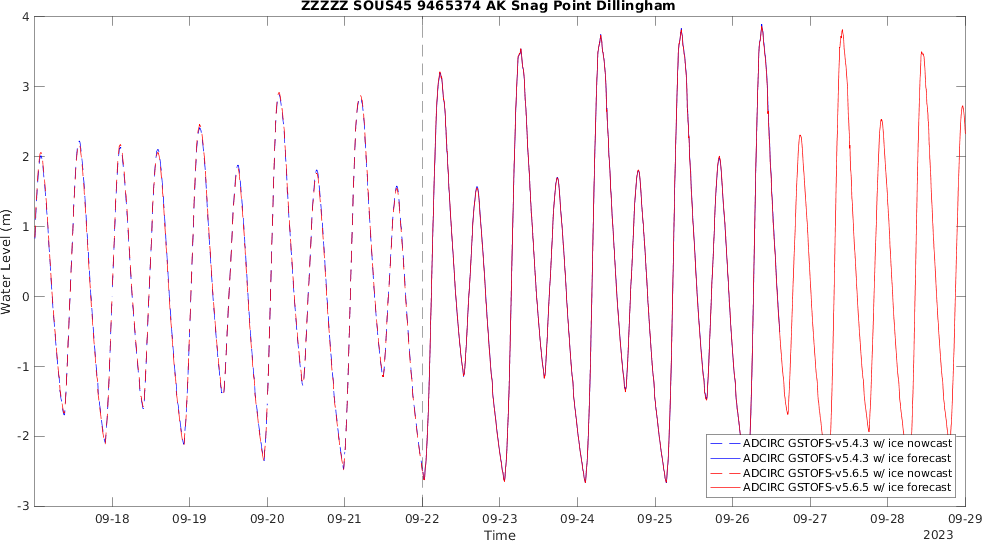 ZZZZZ SOUS45 9465374 AK Snag Point Dillingham
Water Level (m)
4
3
2
1
0
-1
-2
-3
09-18 09-19 09-20 09-21 09-22 09-23 09-24 09-25 09-26 09-27 09-28 09-29
Time
2023
ADCIRC GSTOFS-v5.4.3 w/ ice nowcast
ADCIRC GSTOFS-v5.4.3 w/ ice forecast
ADCIRC GSTOFS-v5.6.5 w/ ice nowcast
ADCIRC GSTOFS-v5.6.5 w/ ice forecast